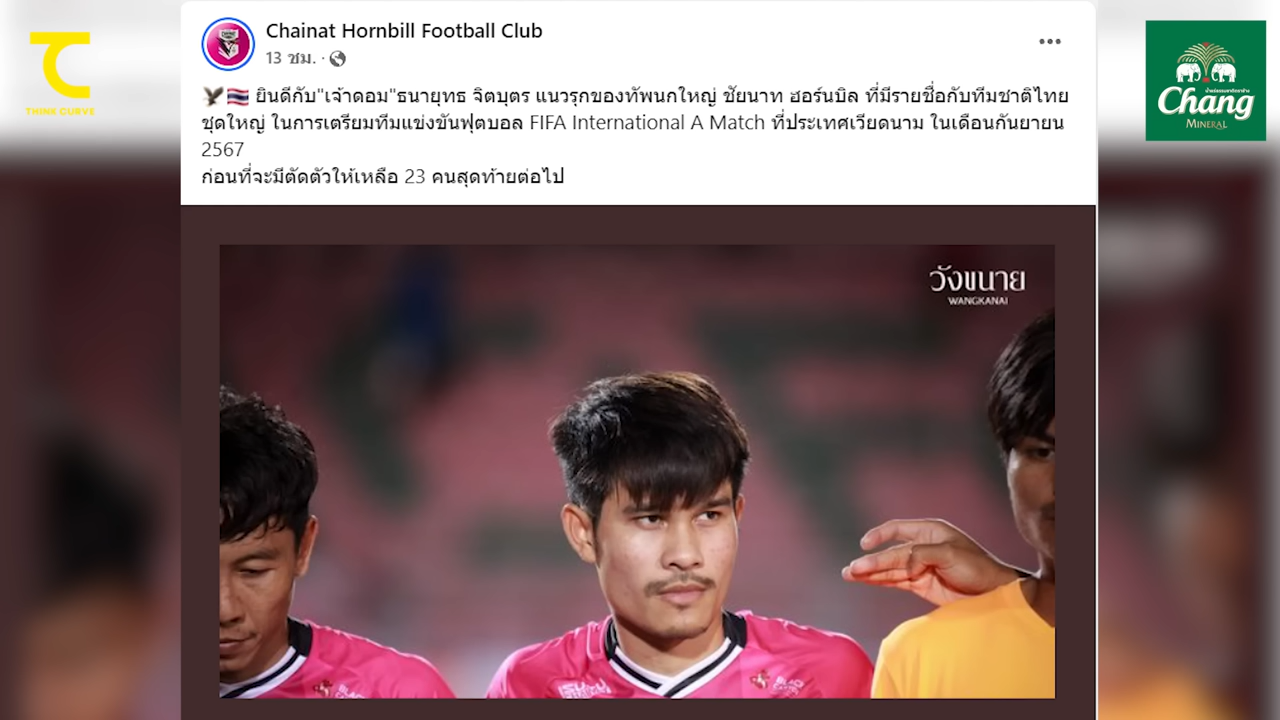 THINK CURVE
Chainat Hornbill Football Club
13 ชม. ·
ยินดีกับ"เจ้าดอม"ธนายุทธ จิตบุตร แนวรุกของทัพนกใหญ่ ชัยนาท ฮอร์นบิล ที่มีรายชื่อกับทีมชาติไทย
ชุดใหญ่ ในการเตรียมทีมแข่งขันฟุตบอล FIFA International A Match ที่ประเทศเวียดนาม ในเดือนกันยายน
2567
ก่อนที่จะมีตัดตัวให้เหลือ 23 คนสุดท้ายต่อไป
Chang
MINERAL
วังขนาย
WANGKANAI